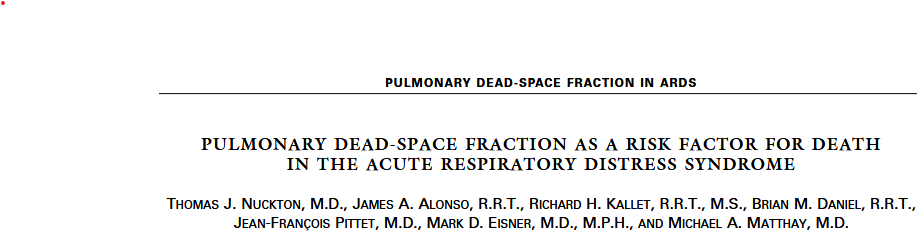 PULMONARY DEAD-SPACE FRACTION IN ARDS
PULMONARY DEAD-SPACE FRACTION AS A RISK FACTOR FOR DEATH
IN THE ACUTE RESPIRATORY DISTRESS SYNDROME
THOMAS J. NUCKTON, M.D., JAMES A. ALONSO, R.R.T., RICHARD H. KALLET, R.R.T., M.S., BRIAN M. DANIEL, R.R.T.,
JEAN-FRANÇOIS PITTET, M.D., MARK D. EISNER, M.D., M.P.H., AND MICHAEL A. MATTHAY, M.D.